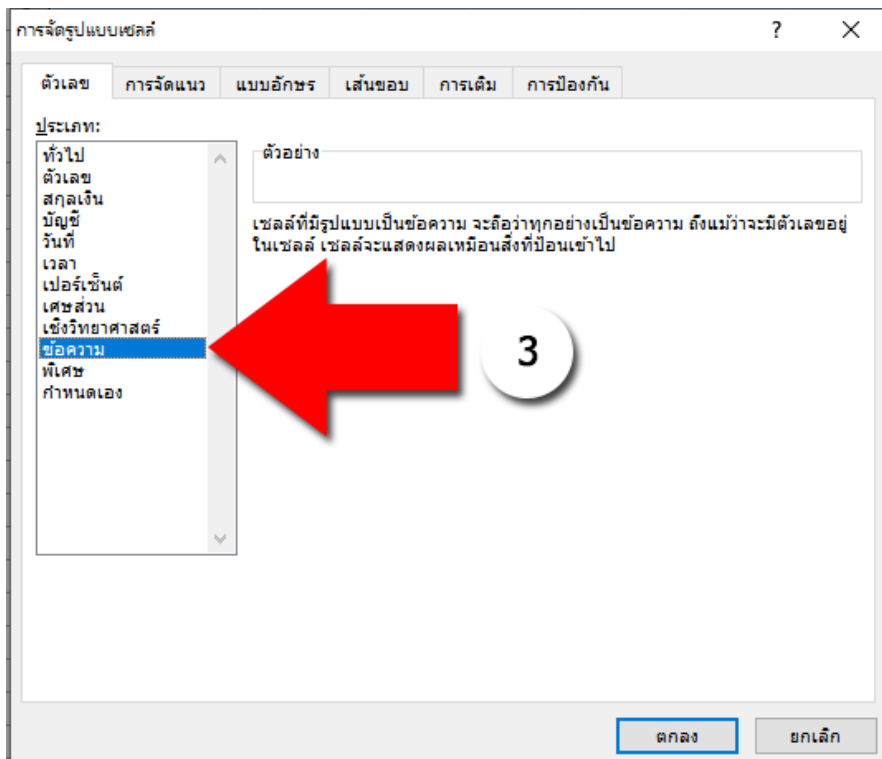 การจัดรูปแบบเซลล์
?
ตัวเลข การจัดแนว แบบอักษร เส้นขอบ การเติม การป้องกัน
ประเภท:
ทั่วไป
ตัวเลข
สกุลเงิน
บัญชี
วันที่
เวลา
เปอร์เซ็นต์
เศษส่วน
เชิงวิทยาศาสตร์
ข้อความ
พิเศษ
กำหนดเอง
ตัวอย่าง
เซลล์ที่มีรูปแบบเป็นข้อความ จะถือว่าทุกอย่างเป็นข้อความ ถึงแม้ว่าจะมีตัวเลขอยู่
ในเซลล์ เซลล์จะแสดงผลเหมือนสิ่งที่ป้อนเข้าไป
3
ตกลง ยกเลิก